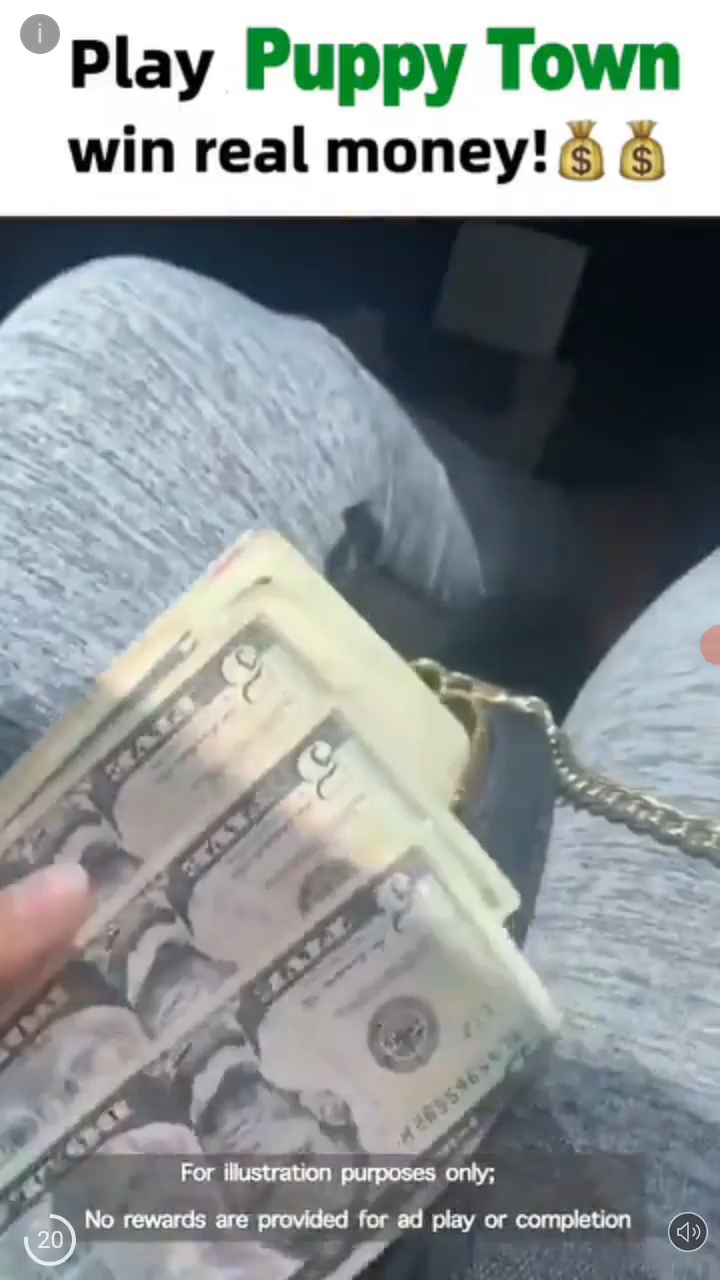 Play Puppy Town
win real money!💰💰
For illustration purposes only;
No rewards are provided for ad play or completion
20